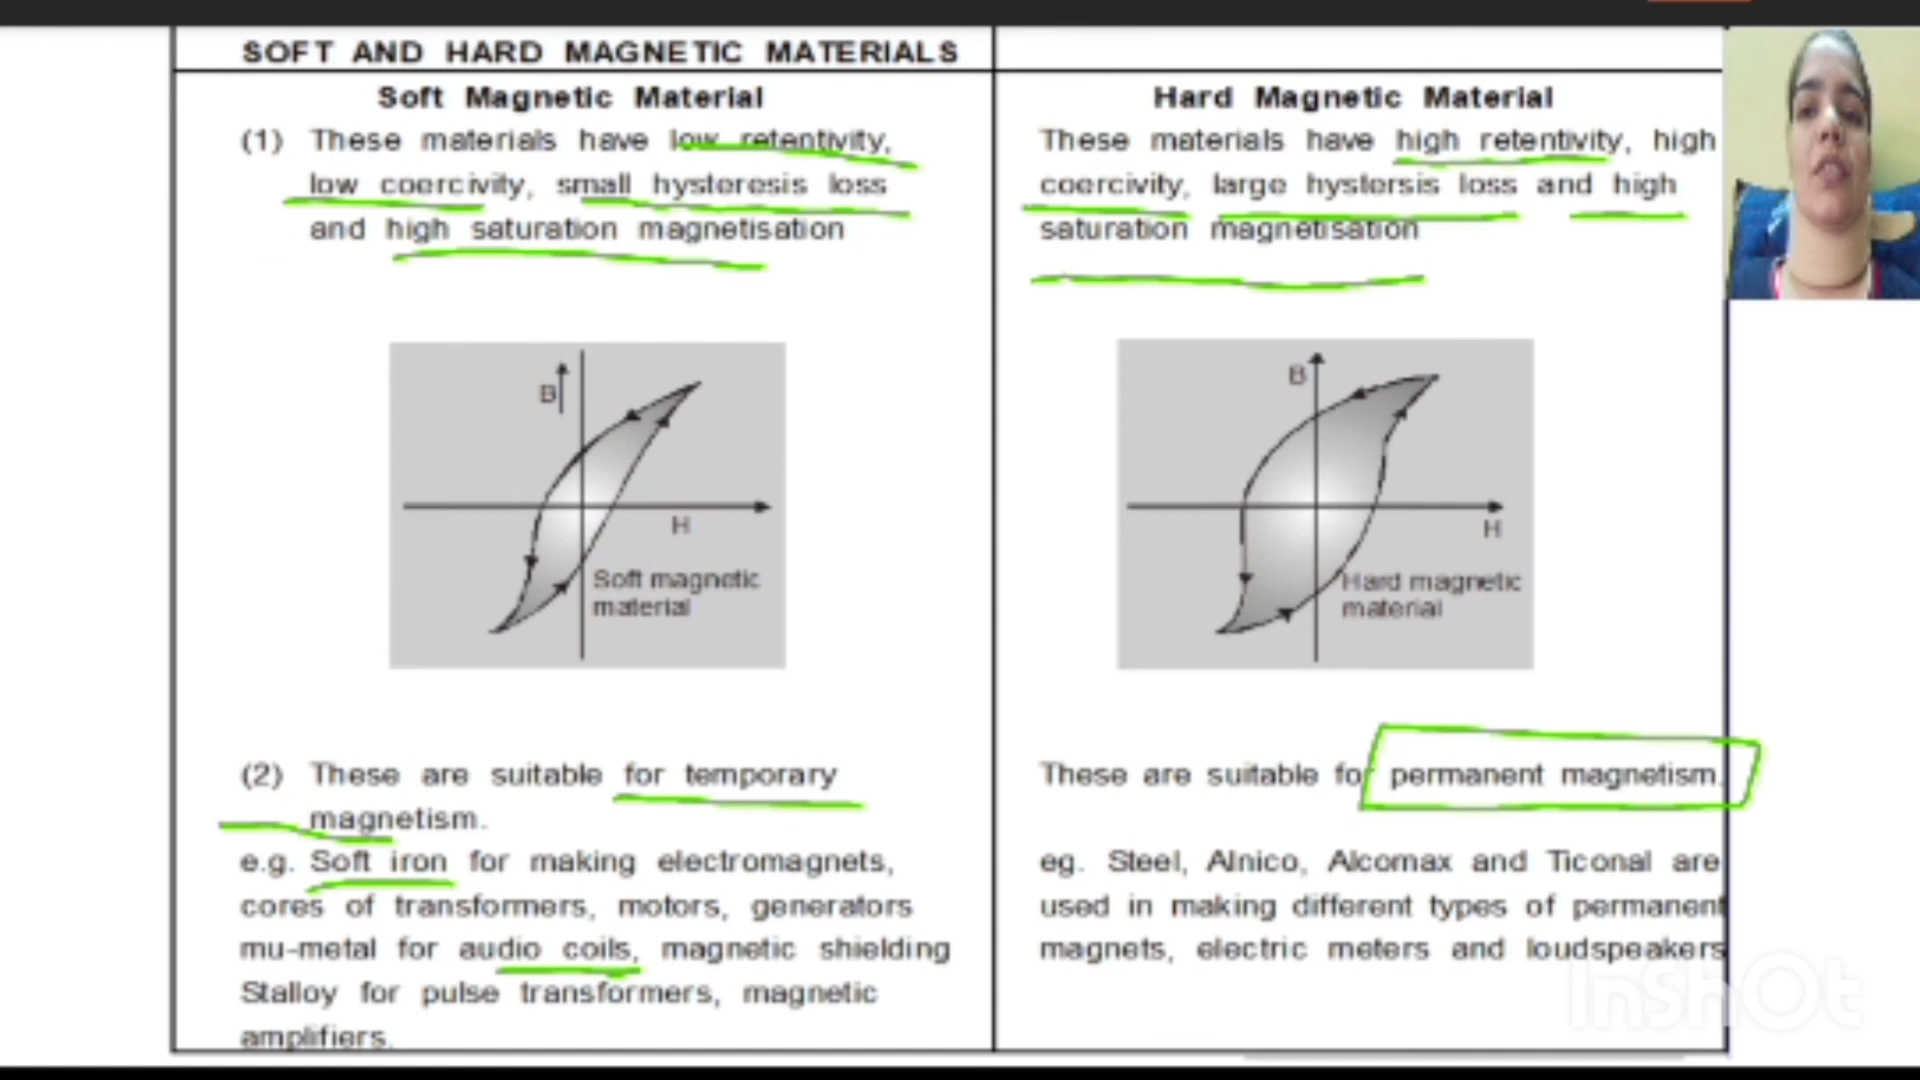 SOFT AND HARD MAGNETIC MATERIALS
Soft Magnetic Material
(1) These materials have low retentivity,
low coercivity, small hysteresis loss
and high saturation magnetisation
B
H
Soft magnetic
material
(2) These are suitable for temporary
magnetism.
e.g. Soft iron for making electromagnets,
cores of transformers, motors, generators
mu-metal for audio coils, magnetic shielding
Stalloy for pulse transformers, magnetic
amplifiers.
Hard Magnetic Material
These materials have high retentivity, high
coercivity, large hystersis loss and high
saturation magnetisation
B
H
Hard magnetic
material
These are suitable for permanent magnetism.
eg. Steel, Alnico, Alcomax and Ticonal are
used in making different types of permanent
magnets, electric meters and loudspeakers
InShOt